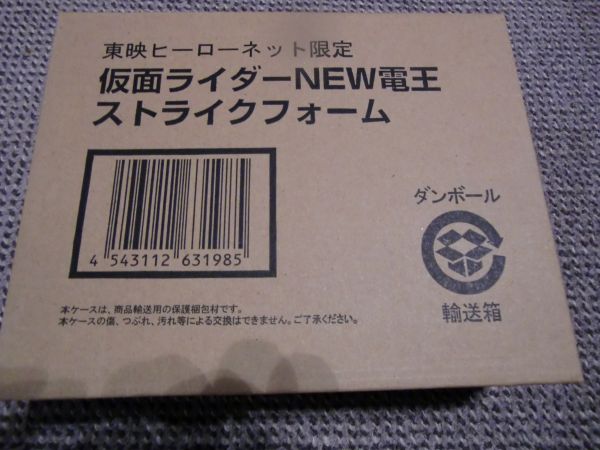 東映ヒーローネット限定
仮面ライダーNEW電王
ストライクフォーム
4 543112 631985
ダンボール
輸送箱
本ケースは、商品輸送用の保護梱包材です。
本ケースの傷、つぶれ、汚れ等による交換はできません。ご了承ください。